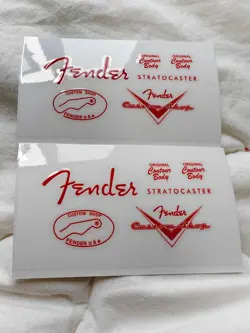 Fender
STRATOCASTER
ORIGINAL
Contour
Body
ORIGINAL
Contour
Body
CUSTOM SHOP
FENDER U.S.A
Fender
Custom Shop
Fender
STRATOCASTER
ORIGINAL
Contour
Body
ORIGINAL
Contour
Body
CUSTOM SHOP
FENDER U.S.A
Fender
Custom Shop